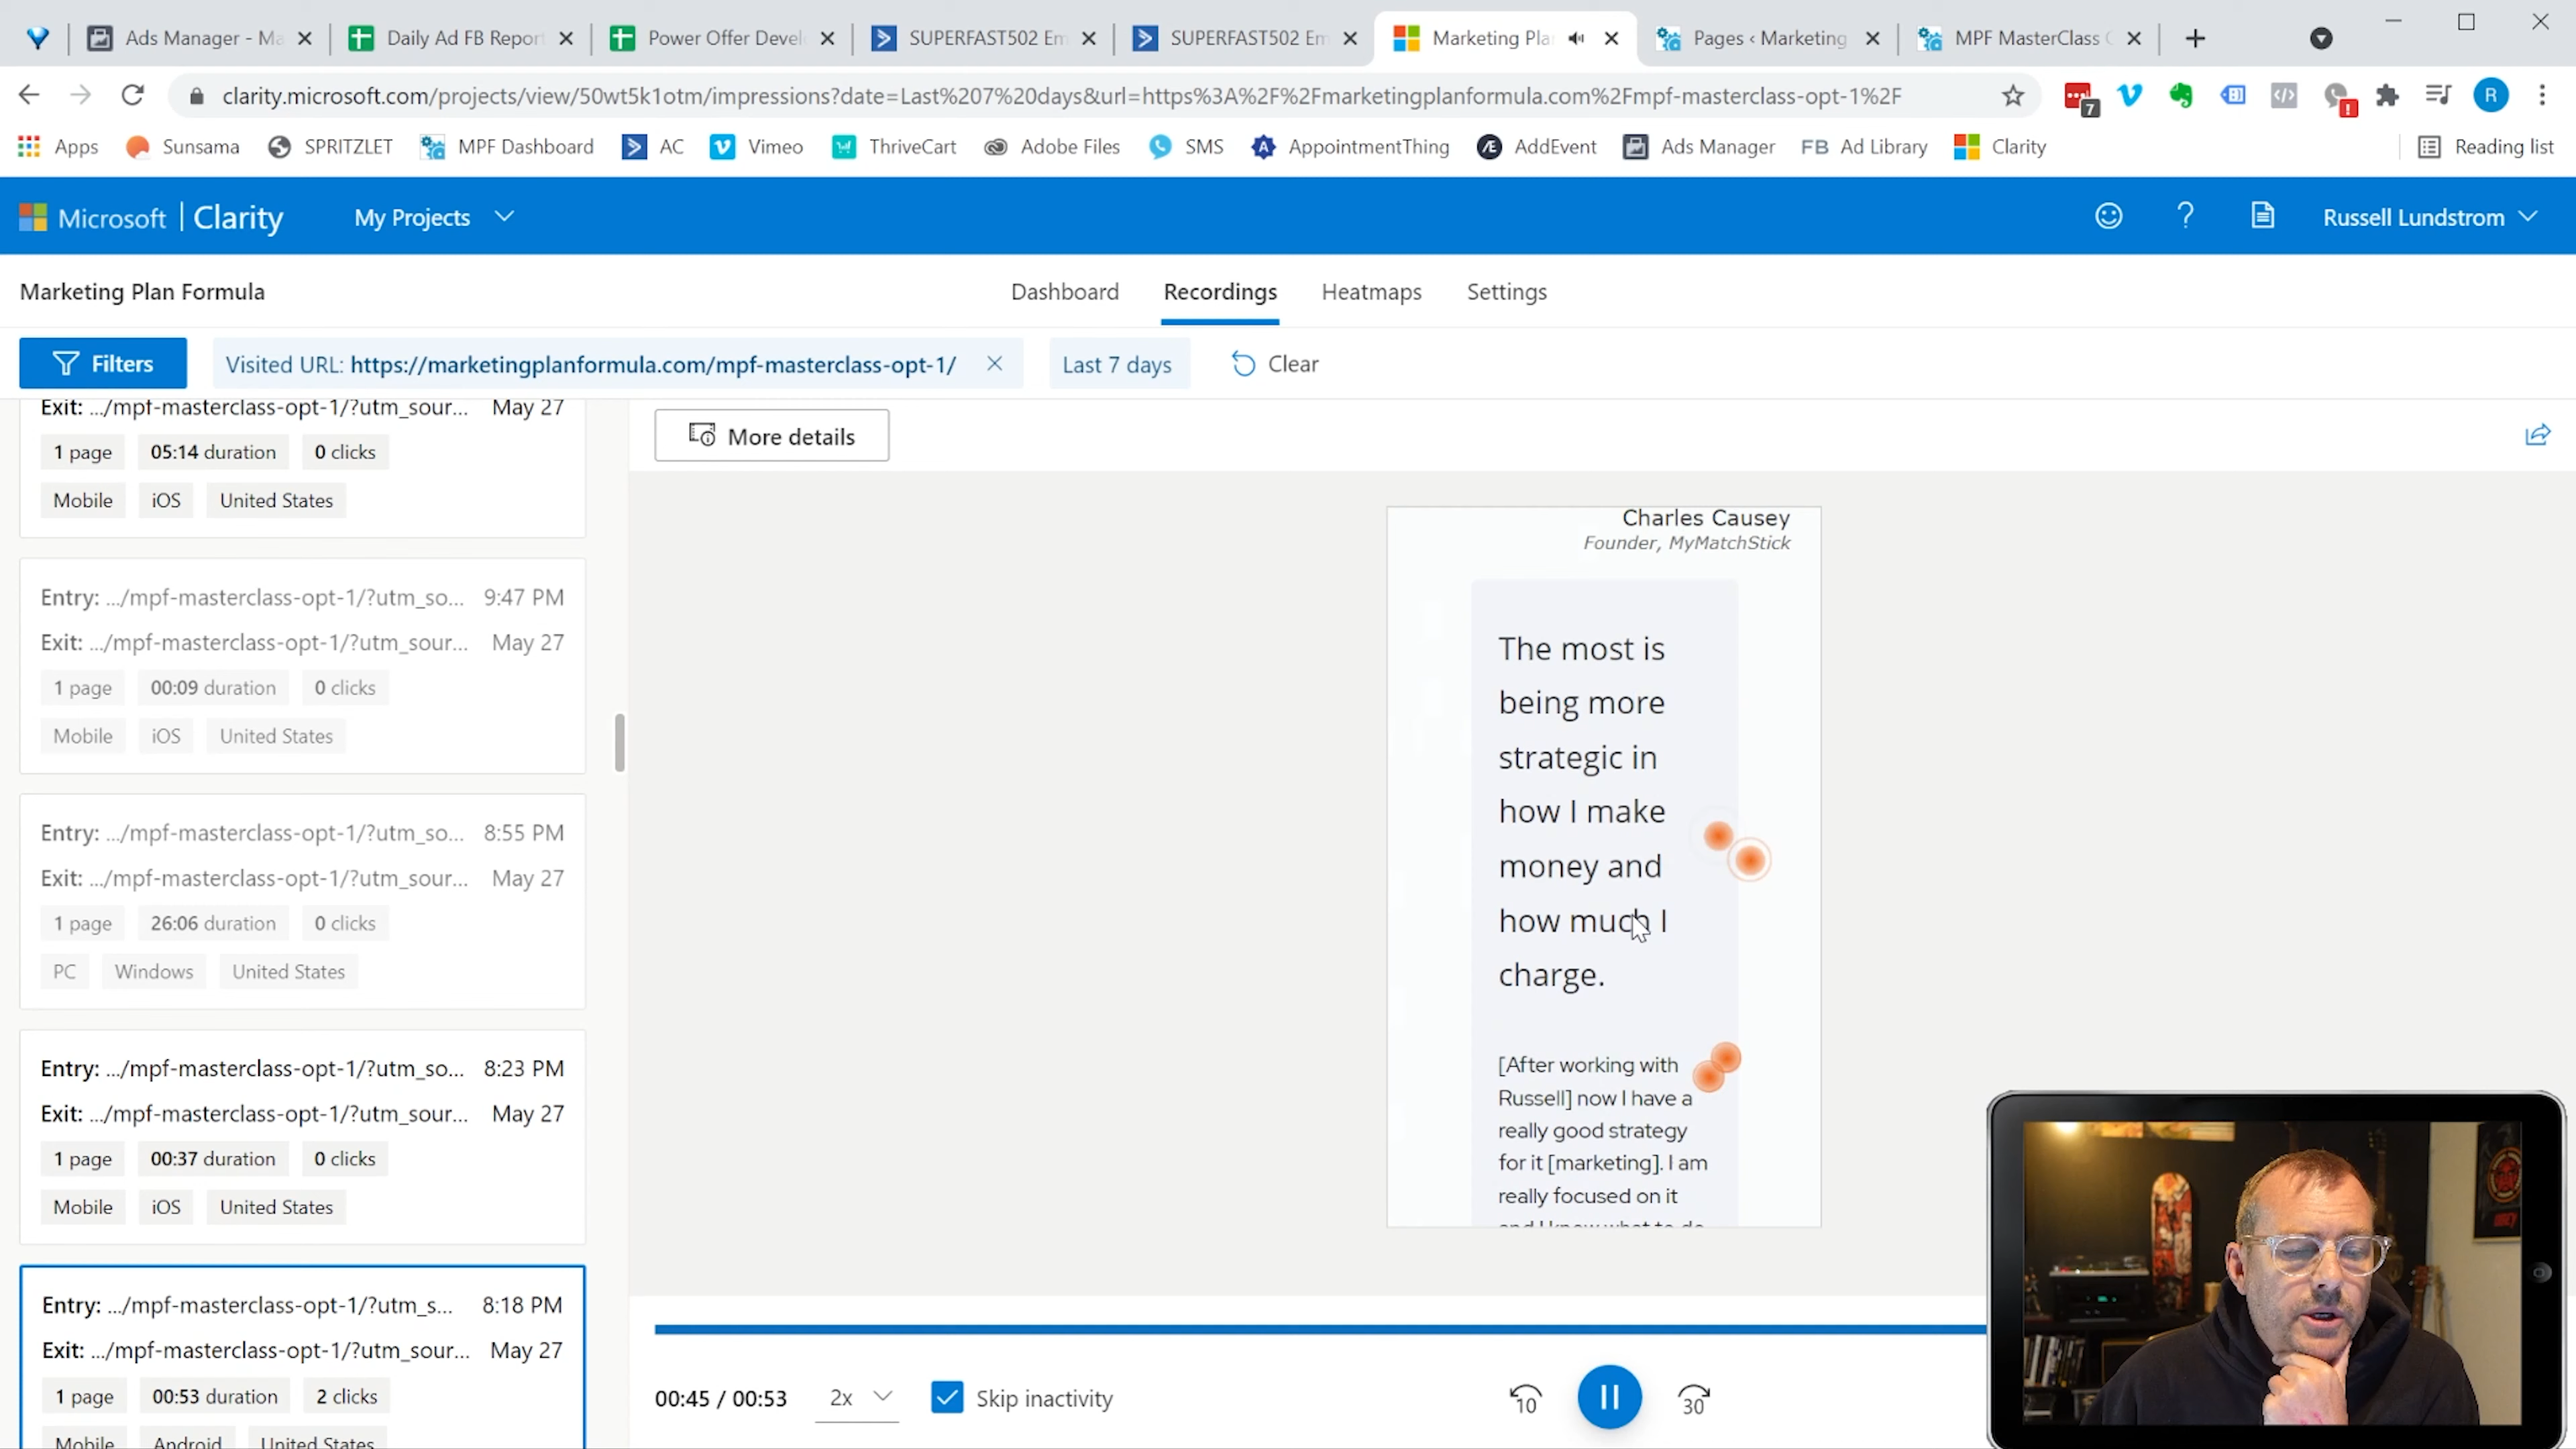 Ads Manager - Ma
Daily Ad FB Report
Power Offer Devel
SUPERFAST502 Em
SUPERFAST502 Em
Marketing Pla
Pages ‹ Marketing
MPF MasterClass
clarity.microsoft.com/projects/view/50wt5k1otm/impressions?date=Last%207%20days&url=https%3A%2F%2Fmarketingplanformula.com%2Fmpf-masterclass-opt-1%2F
7
R
Apps
Sunsama
SPRITZLET
MPF Dashboard
AC
Vimeo
ThriveCart
Adobe Files
SMS
AppointmentThing
AddEvent
Ads Manager
FB Ad Library
Clarity
Reading list
Microsoft | Clarity
My Projects
?
Russell Lundstrom
Marketing Plan Formula
Dashboard
Recordings
Heatmaps
Settings
Filters
Visited URL: https://marketingplanformula.com/mpf-masterclass-opt-1/
Last 7 days
Clear
Exit: .../mpf-masterclass-opt-1/?utm_sour... May 27
1 page 05:14 duration 0 clicks
Mobile iOS United States
Entry: .../mpf-masterclass-opt-1/?utm_so... 9:47 PM
Exit: .../mpf-masterclass-opt-1/?utm_sour... May 27
1 page 00:09 duration 0 clicks
Mobile iOS United States
Entry: .../mpf-masterclass-opt-1/?utm_so... 8:55 PM
Exit: .../mpf-masterclass-opt-1/?utm_sour... May 27
1 page 26:06 duration 0 clicks
PC Windows United States
Entry: .../mpf-masterclass-opt-1/?utm_so... 8:23 PM
Exit: .../mpf-masterclass-opt-1/?utm_sour... May 27
1 page 00:37 duration 0 clicks
Mobile iOS United States
Entry: .../mpf-masterclass-opt-1/?utm_s... 8:18 PM
Exit: .../mpf-masterclass-opt-1/?utm_sour... May 27
1 page 00:53 duration 2 clicks
Mobile Android United States
More details
Charles Causey
Founder, MyMatchStick
The most is
being more
strategic in
how I make
money and
how much I
charge.
[After working with
Russell] now I have a
really good strategy
for it [marketing]. I am
really focused on it
and I know what to do
00:45 / 00:53
2x
Skip inactivity
10
30